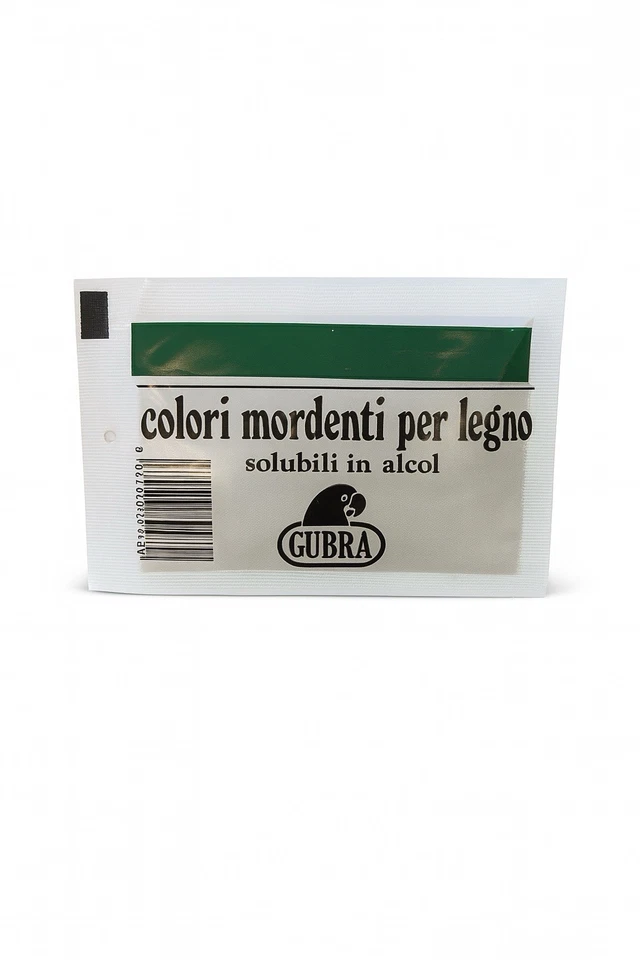 colori mordenti per legno
solubili in alcol
GUBRA